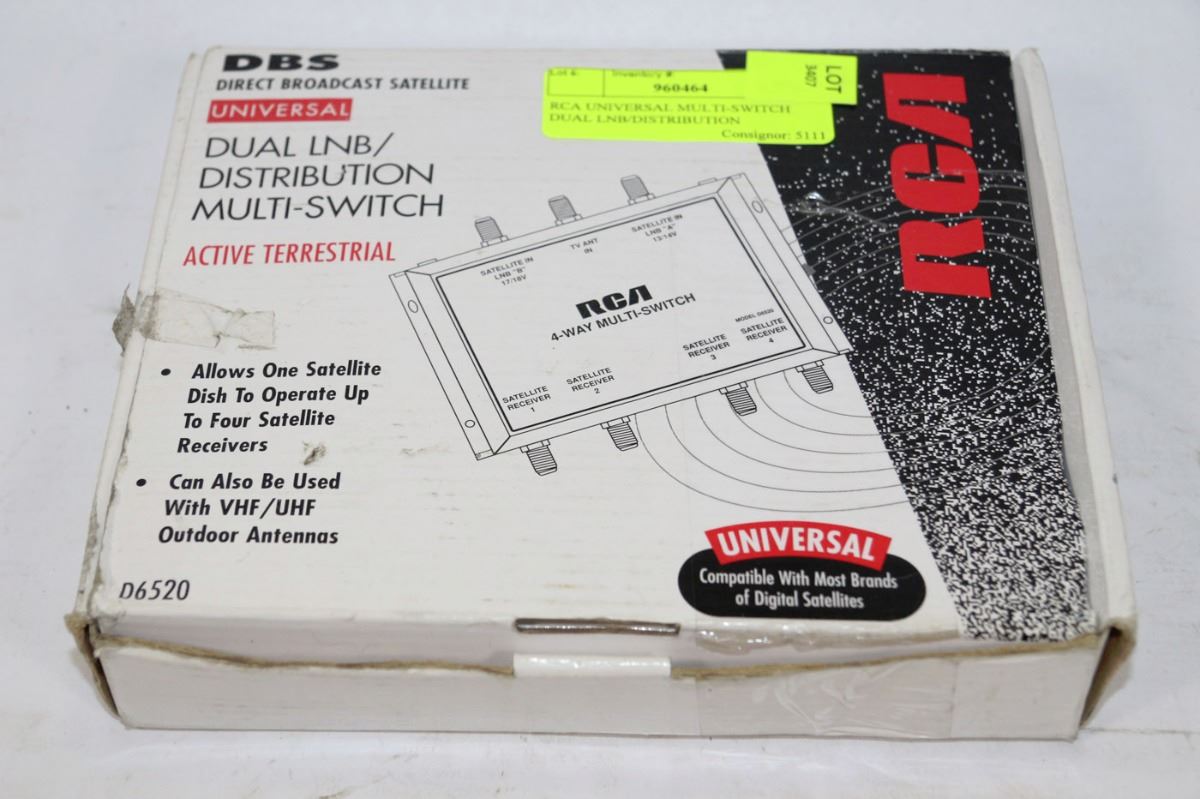 DBS
DIRECT BROADCAST SATELLITE
UNIVERSAL
DUAL LNB/
DISTRIBUTION
MULTI-SWITCH
ACTIVE TERRESTRIAL
Lot #:
Inventory #:
960464
RCA UNIVERSAL MULTI-SWITCH
DUAL LNB/DISTRIBUTION
Consignor: 5111
LOT
3407
RCA
SATELLITE IN
LNB "B"
17/18V
TV ANT
IN
SATELLITE IN
LNB "A"
13/14V
RCA
4-WAY MULTI-SWITCH
MODEL D6520
SATELLITE
RECEIVER
1
SATELLITE
RECEIVER
2
SATELLITE
RECEIVER
3
SATELLITE
RECEIVER
4
• Allows One Satellite
Dish To Operate Up
To Four Satellite
Receivers
• Can Also Be Used
With VHF/UHF
Outdoor Antennas
D6520
UNIVERSAL
Compatible With Most Brands
of Digital Satellites